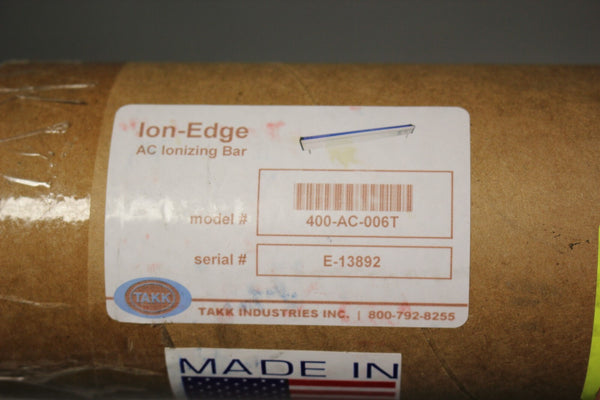 Ion-Edge
AC Ionizing Bar
model # 400-AC-006T
serial # E-13892
TAKK
TAKK INDUSTRIES INC. | 800-792-8255
MADE IN